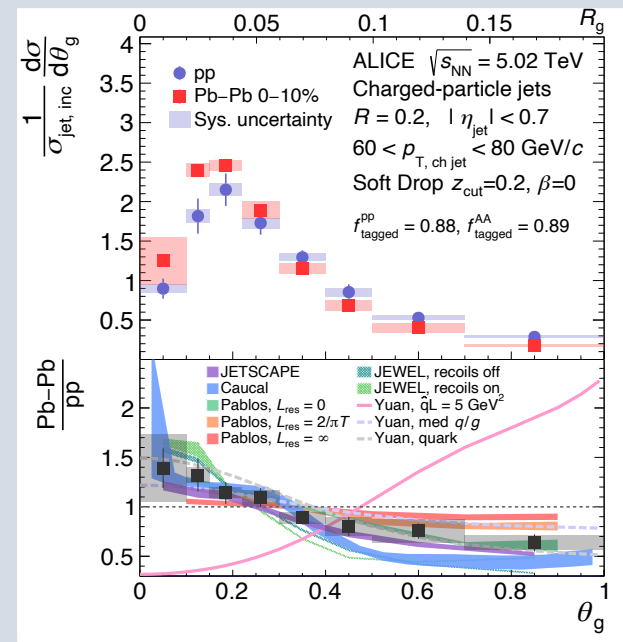 0 0.05 0.1 0.15 R_g
1/σ_jet, inc dσ/dθ_g
4
3.5
3
2.5
2
1.5
1
0.5
pp
Pb–Pb 0–10%
Sys. uncertainty
ALICE √s_NN = 5.02 TeV
Charged-particle jets
R = 0.2, | η_jet | < 0.7
60 < p_T, ch jet < 80 GeV/c
Soft Drop z_cut=0.2, β=0
f^pp_tagged = 0.88, f^AA_tagged = 0.89
Pb–Pb/pp
2
1.5
1
0.5
JETSCAPE
Caucal
Pablos, L_res = 0
Pablos, L_res = 2/πT
Pablos, L_res = ∞
JEWEL, recoils off
JEWEL, recoils on
Yuan, q̂L = 5 GeV²
Yuan, med q/g
Yuan, quark
0 0.2 0.4 0.6 0.8 1
θ_g